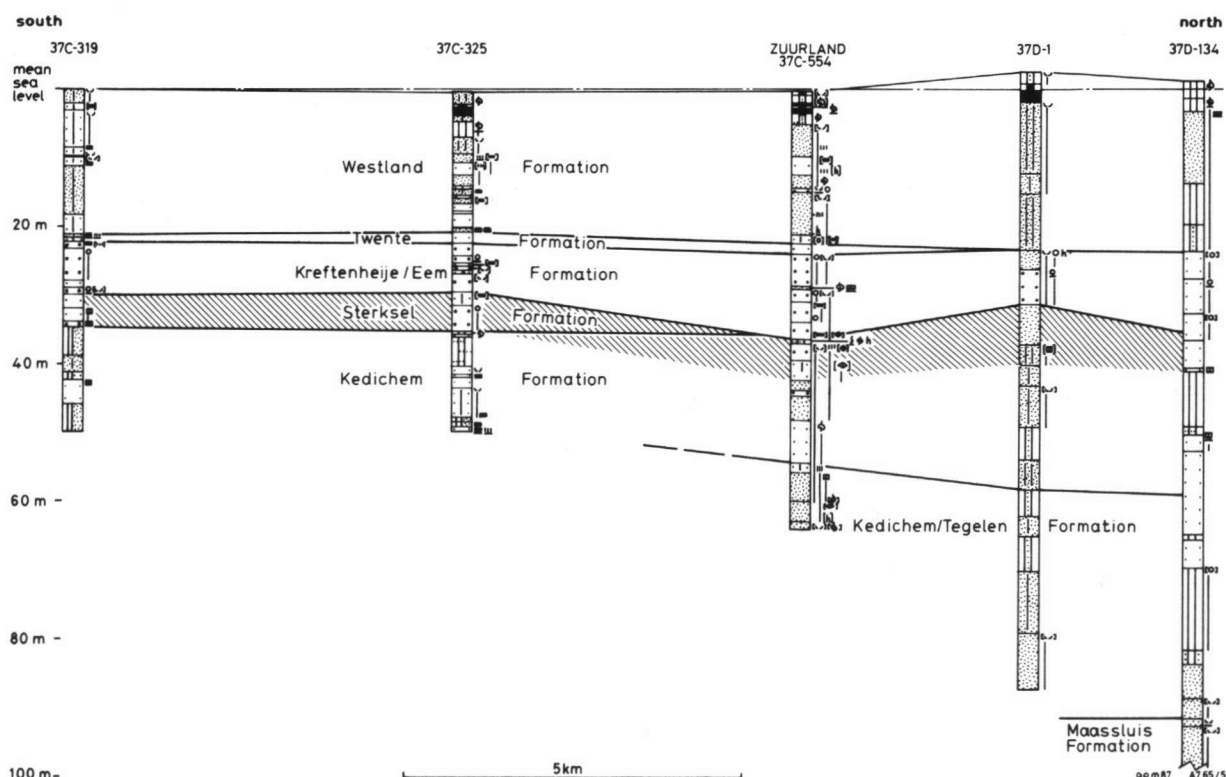 south
north
37C-319
37C-325
ZUURLAND
37C-554
37D-1
37D-134
mean
sea
level
Westland Formation
20 m
Twente Formation
Kreftenheije/Eem Formation
Sterksel Formation
40 m
Kedichem Formation
60 m
Kedichem/Tegelen Formation
80 m
Maassluis
Formation
100 m
5km
A765/5